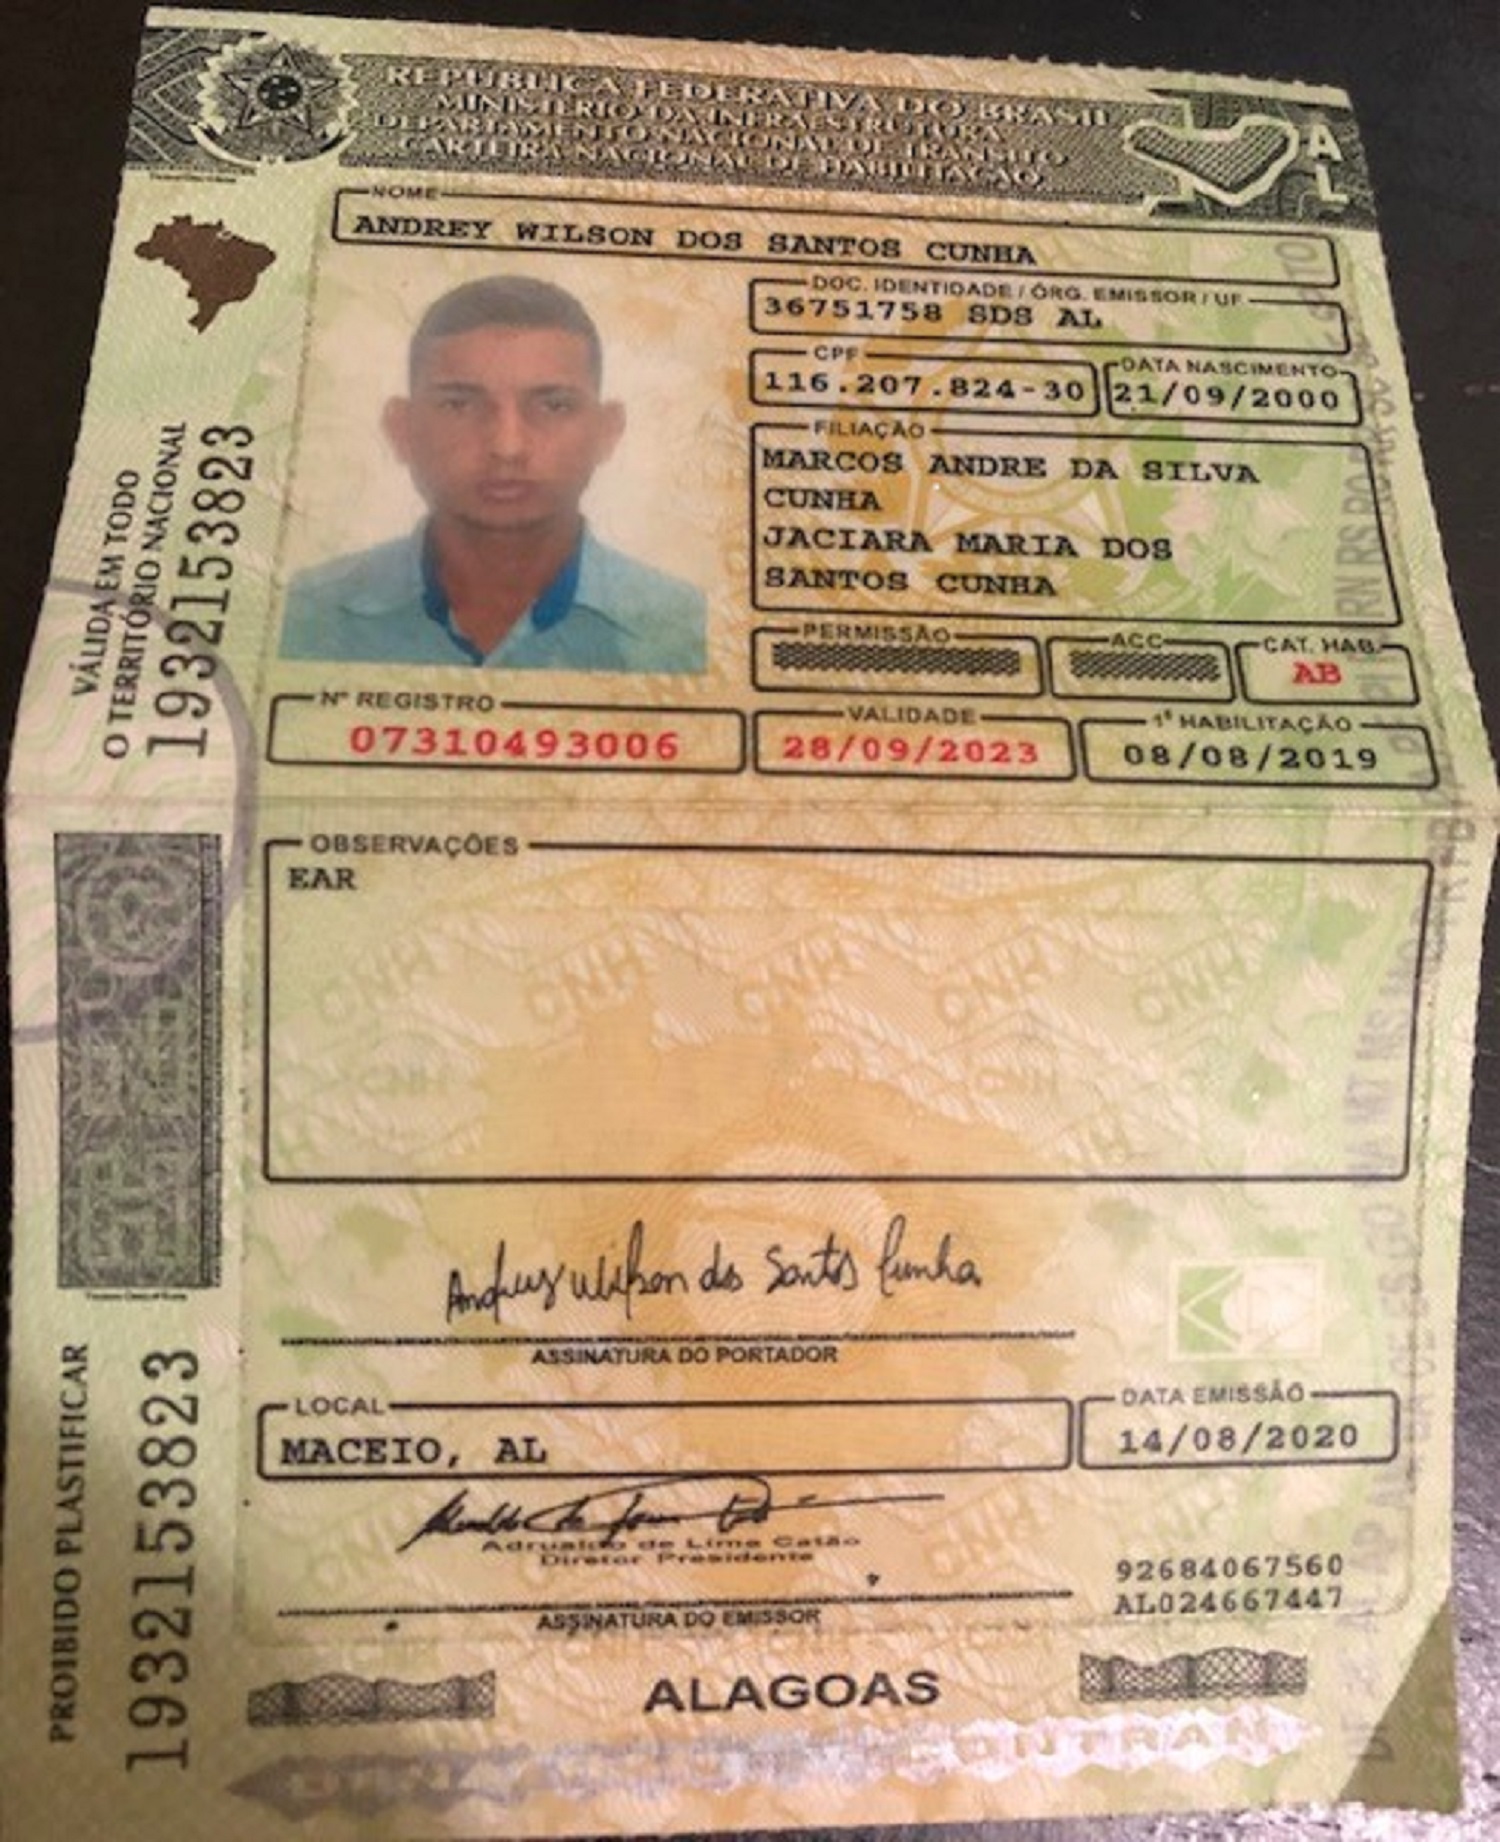 REPÚBLICA FEDERATIVA DO BRASIL
MINISTÉRIO DA INFRAESTRUTURA
DEPARTAMENTO NACIONAL DE TRÂNSITO
CARTEIRA NACIONAL DE HABILITAÇÃO
AL
NOME
ANDREY WILSON DOS SANTOS CUNHA
DOC. IDENTIDADE / ÓRG. EMISSOR / UF
36751758 SDS AL
CPF
116.207.824-30
DATA NASCIMENTO
21/09/2000
FILIAÇÃO
MARCOS ANDRE DA SILVA
CUNHA
JACIARA MARIA DOS
SANTOS CUNHA
PERMISSÃO
ACC
CAT. HAB.
AB
Nº REGISTRO
07310493006
VALIDADE
28/09/2023
1ª HABILITAÇÃO
08/08/2019
VÁLIDA EM TODO
O TERRITÓRIO NACIONAL
1932153823
OBSERVAÇÕES
EAR
Andrey Wilson dos Santos Cunha
ASSINATURA DO PORTADOR
LOCAL
MACEIO, AL
DATA EMISSÃO
14/08/2020
Adrualdo de Lima Catão
Diretor Presidente
ASSINATURA DO EMISSOR
92684067560
AL024667447
PROIBIDO PLASTIFICAR
1932153823
ALAGOAS
CONTRAN